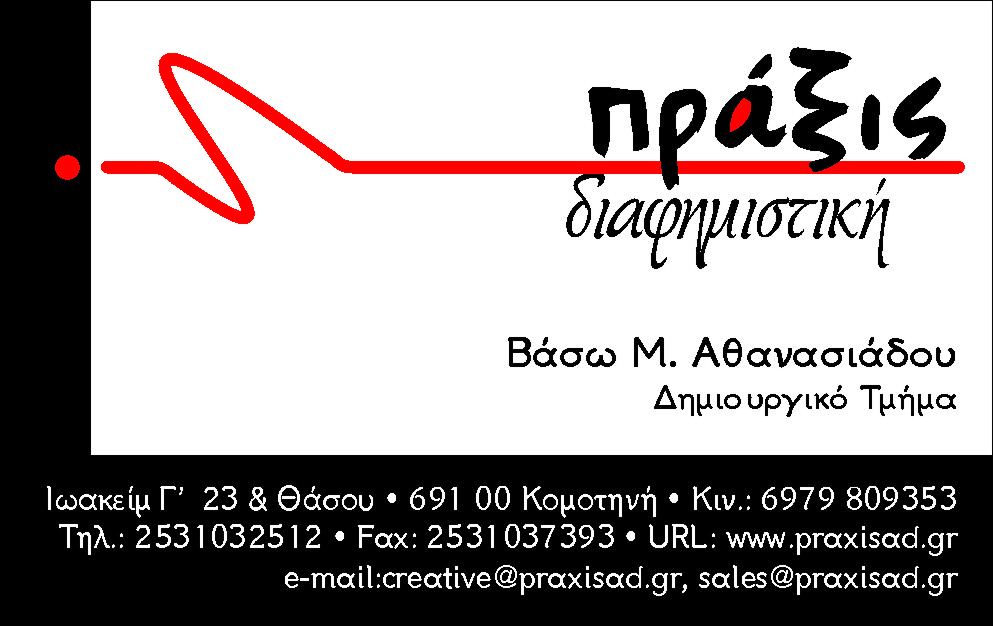 πράξις
διαφημιστική
Βάσω Μ. Αθανασιάδου
Δημιουργικό Τμήμα
Ιωακείμ Γ' 23 & Θάσου • 691 00 Κομοτηνή • Κιν.: 6979 809353
Τηλ.: 2531032512 • Fax: 2531037393 • URL: www.praxisad.gr
e-mail:creative@praxisad.gr, sales@praxisad.gr